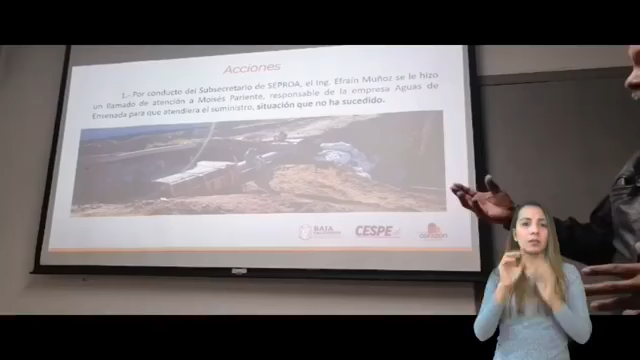 Acciones
1.- Por conducto del Subsecretario de SEPROA, el Ing. Efraín Muñoz se le hizo
un llamado de atención a Moisés Pariente, responsable de la empresa Aguas de
Ensenada para que atendiera el suministro, situación que no ha sucedido.
BAJA
CESPE